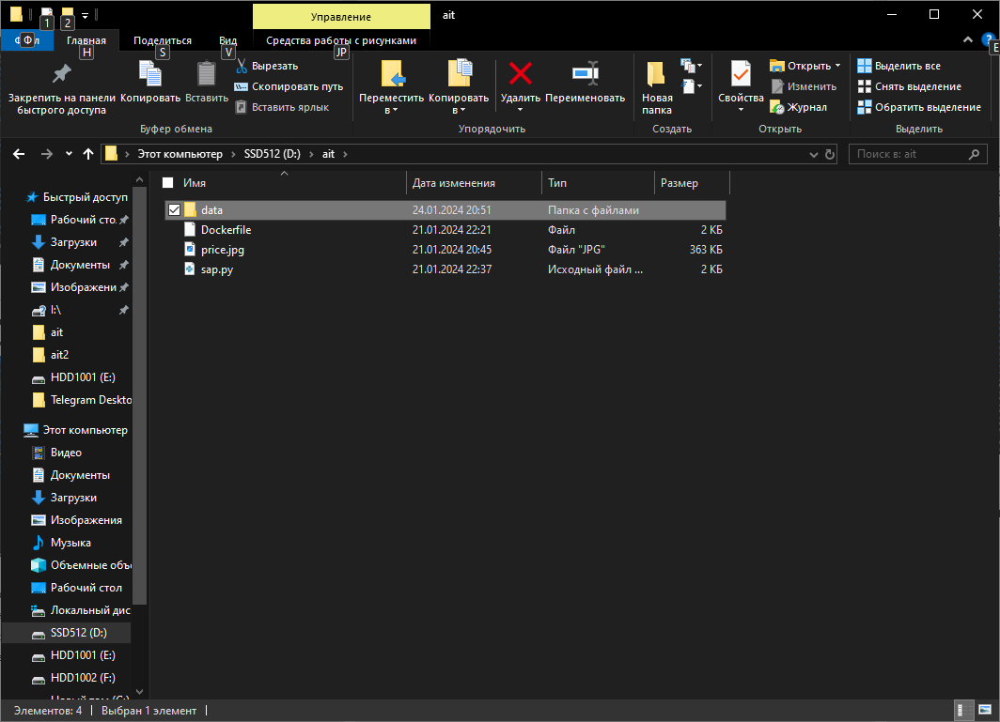 Управление
ait
1
2
Файл
Ф
Главная
Поделиться
Вид
Средства работы с рисунками
H
S
V
JP
E
Закрепить на панели быстрого доступа
Копировать
Вставить
Вырезать
Скопировать путь
Вставить ярлык
Переместить в
Копировать в
Удалить
Переименовать
Новая папка
Свойства
Открыть
Изменить
Журнал
Выделить все
Снять выделение
Обратить выделение
Буфер обмена
Упорядочить
Создать
Открыть
Выделить
Этот компьютер
SSD512 (D:)
ait
Поиск в: ait
Имя
Дата изменения
Тип
Размер
data 24.01.2024 20:51 Папка с файлами
Dockerfile 21.01.2024 22:21 Файл 2 КБ
price.jpg 21.01.2024 20:45 Файл "JPG" 363 КБ
sap.py 21.01.2024 22:37 Исходный файл ... 2 КБ
Быстрый доступ
Рабочий сто.
Загрузки
Документы
Изображени
I:\
ait
ait2
HDD1001 (E:)
Telegram Deskto
Этот компьютер
Видео
Документы
Загрузки
Изображения
Музыка
Объемные объ
Рабочий стол
Локальный дис
SSD512 (D:)
HDD1001 (E:)
HDD1002 (F:)
Элементов: 4
Выбран 1 элемент